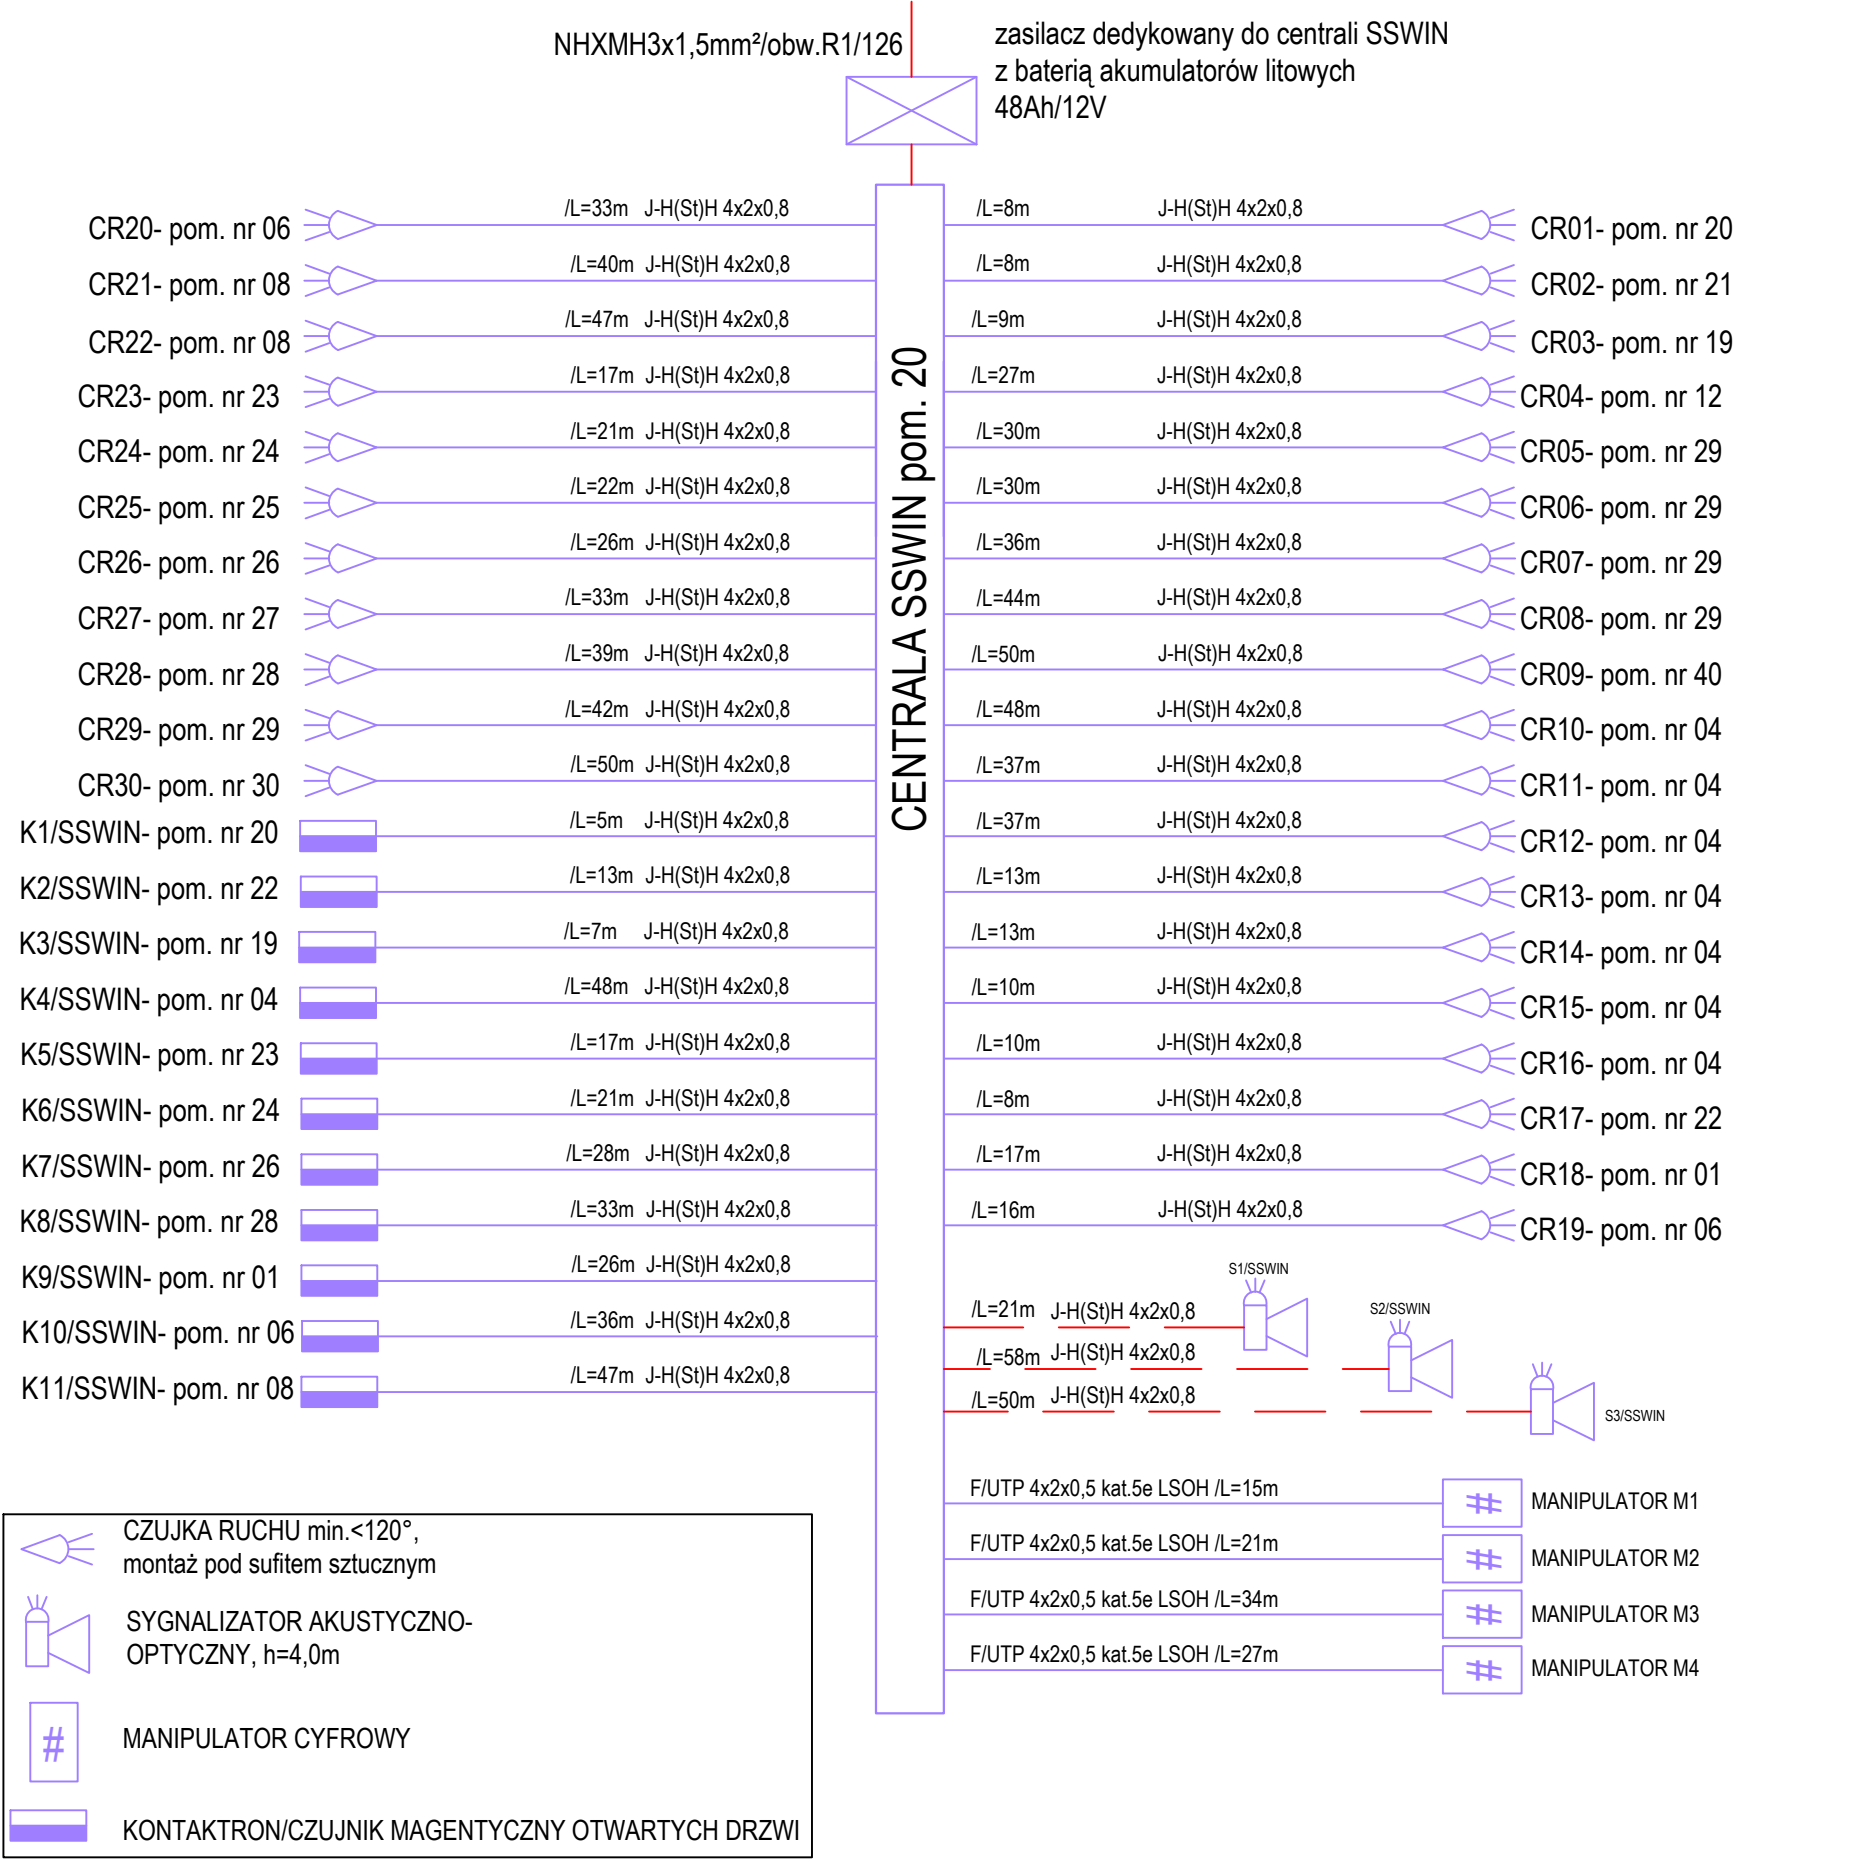 NHXMH3x1,5mm²/obw.R1/126
zasilacz dedykowany do centrali SSWIN
z baterią akumulatorów litowych
48Ah/12V
CENTRALA SSWIN pom. 20
CR20- pom. nr 06 /L=33m J-H(St)H 4x2x0,8
CR21- pom. nr 08 /L=40m J-H(St)H 4x2x0,8
CR22- pom. nr 08 /L=47m J-H(St)H 4x2x0,8
CR23- pom. nr 23 /L=17m J-H(St)H 4x2x0,8
CR24- pom. nr 24 /L=21m J-H(St)H 4x2x0,8
CR25- pom. nr 25 /L=22m J-H(St)H 4x2x0,8
CR26- pom. nr 26 /L=26m J-H(St)H 4x2x0,8
CR27- pom. nr 27 /L=33m J-H(St)H 4x2x0,8
CR28- pom. nr 28 /L=39m J-H(St)H 4x2x0,8
CR29- pom. nr 29 /L=42m J-H(St)H 4x2x0,8
CR30- pom. nr 30 /L=50m J-H(St)H 4x2x0,8
K1/SSWIN- pom. nr 20 /L=5m J-H(St)H 4x2x0,8
K2/SSWIN- pom. nr 22 /L=13m J-H(St)H 4x2x0,8
K3/SSWIN- pom. nr 19 /L=7m J-H(St)H 4x2x0,8
K4/SSWIN- pom. nr 04 /L=48m J-H(St)H 4x2x0,8
K5/SSWIN- pom. nr 23 /L=17m J-H(St)H 4x2x0,8
K6/SSWIN- pom. nr 24 /L=21m J-H(St)H 4x2x0,8
K7/SSWIN- pom. nr 26 /L=28m J-H(St)H 4x2x0,8
K8/SSWIN- pom. nr 28 /L=33m J-H(St)H 4x2x0,8
K9/SSWIN- pom. nr 01 /L=26m J-H(St)H 4x2x0,8
K10/SSWIN- pom. nr 06 /L=36m J-H(St)H 4x2x0,8
K11/SSWIN- pom. nr 08 /L=47m J-H(St)H 4x2x0,8
/L=8m J-H(St)H 4x2x0,8 CR01- pom. nr 20
/L=8m J-H(St)H 4x2x0,8 CR02- pom. nr 21
/L=9m J-H(St)H 4x2x0,8 CR03- pom. nr 19
/L=27m J-H(St)H 4x2x0,8 CR04- pom. nr 12
/L=30m J-H(St)H 4x2x0,8 CR05- pom. nr 29
/L=30m J-H(St)H 4x2x0,8 CR06- pom. nr 29
/L=36m J-H(St)H 4x2x0,8 CR07- pom. nr 29
/L=44m J-H(St)H 4x2x0,8 CR08- pom. nr 29
/L=50m J-H(St)H 4x2x0,8 CR09- pom. nr 40
/L=48m J-H(St)H 4x2x0,8 CR10- pom. nr 04
/L=37m J-H(St)H 4x2x0,8 CR11- pom. nr 04
/L=37m J-H(St)H 4x2x0,8 CR12- pom. nr 04
/L=13m J-H(St)H 4x2x0,8 CR13- pom. nr 04
/L=13m J-H(St)H 4x2x0,8 CR14- pom. nr 04
/L=10m J-H(St)H 4x2x0,8 CR15- pom. nr 04
/L=10m J-H(St)H 4x2x0,8 CR16- pom. nr 04
/L=8m J-H(St)H 4x2x0,8 CR17- pom. nr 22
/L=17m J-H(St)H 4x2x0,8 CR18- pom. nr 01
/L=16m J-H(St)H 4x2x0,8 CR19- pom. nr 06
/L=21m J-H(St)H 4x2x0,8 S1/SSWIN
/L=58m J-H(St)H 4x2x0,8 S2/SSWIN
/L=50m J-H(St)H 4x2x0,8 S3/SSWIN
F/UTP 4x2x0,5 kat.5e LSOH /L=15m MANIPULATOR M1
F/UTP 4x2x0,5 kat.5e LSOH /L=21m MANIPULATOR M2
F/UTP 4x2x0,5 kat.5e LSOH /L=34m MANIPULATOR M3
F/UTP 4x2x0,5 kat.5e LSOH /L=27m MANIPULATOR M4
CZUJKA RUCHU min.<120°,
montaż pod sufitem sztucznym
SYGNALIZATOR AKUSTYCZNO-
OPTYCZNY, h=4,0m
# MANIPULATOR CYFROWY
KONTAKTRON/CZUJNIK MAGENTYCZNY OTWARTYCH DRZWI